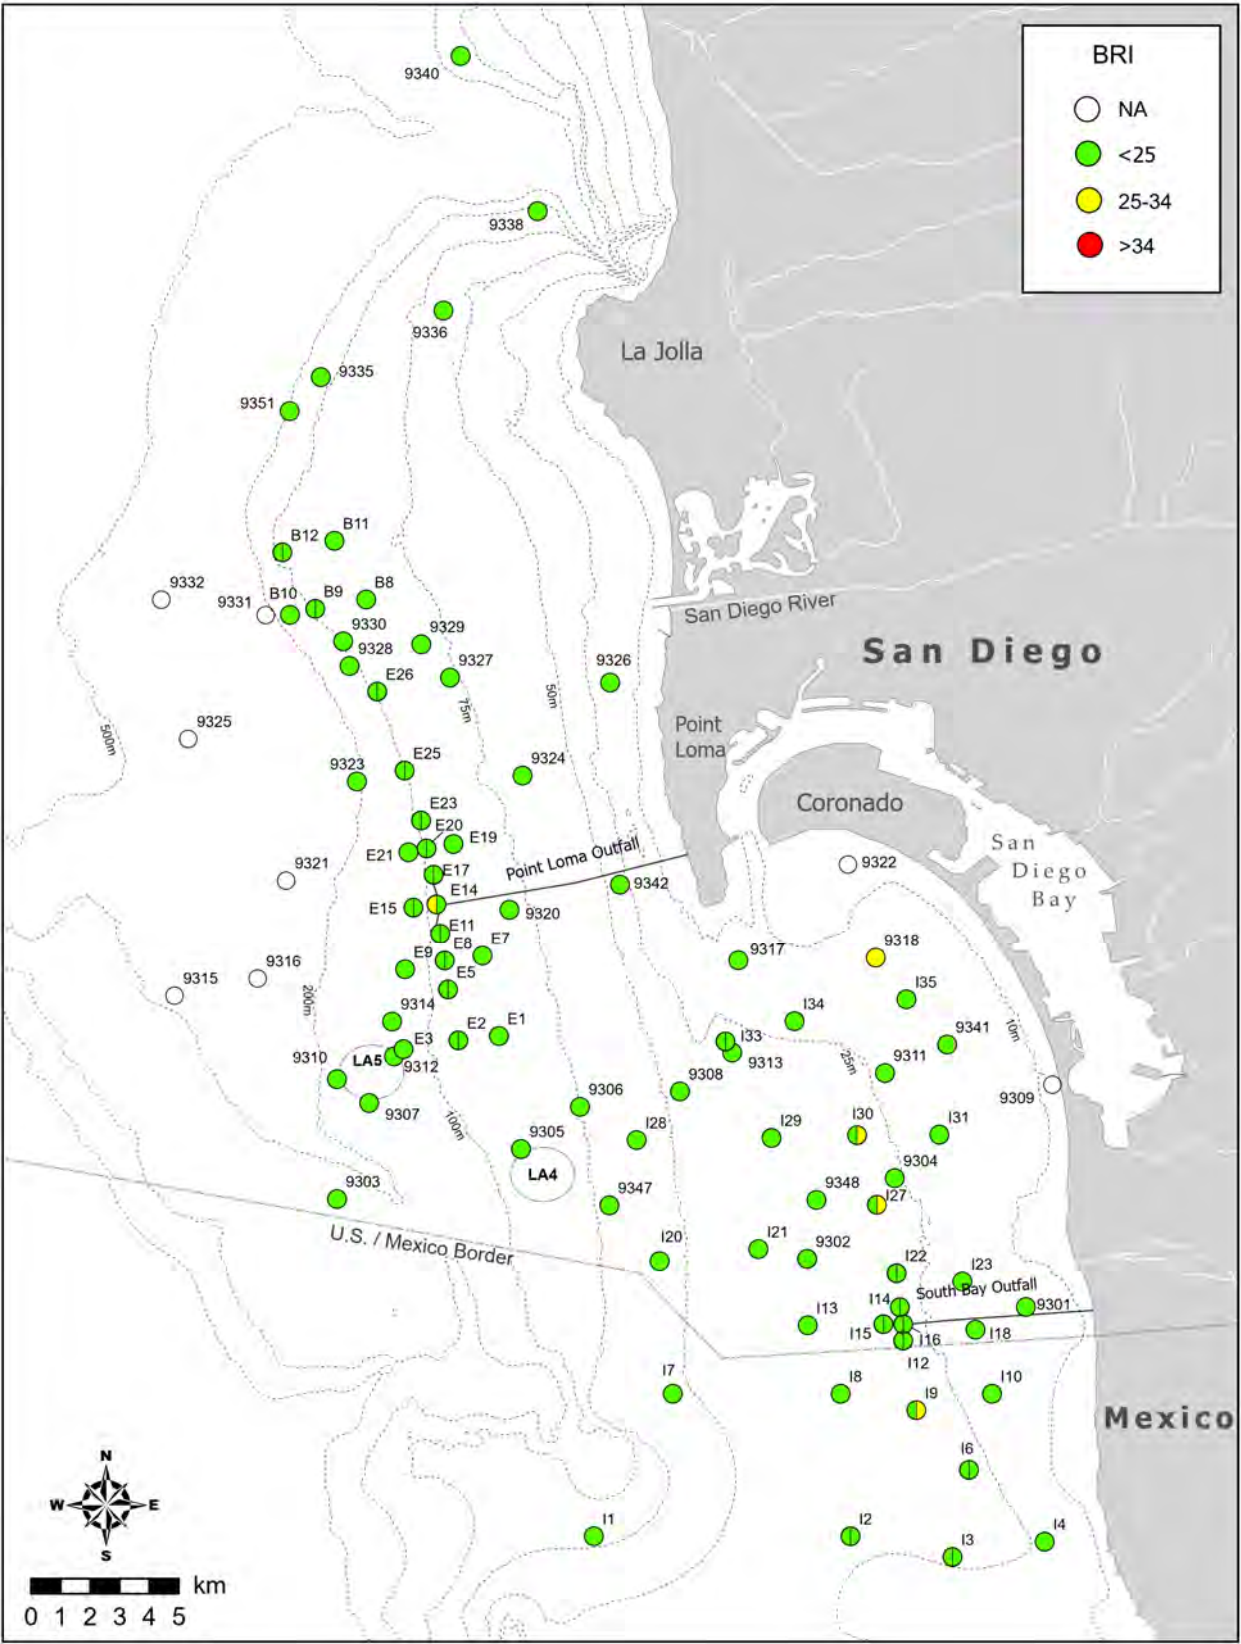 BRI
NA
<25
25-34
>34
9340
9338
9336
La Jolla
9335
9351
B12
B11
9332
9331
B10
B9
B8
San Diego River
9330
9329
9328
9327
9326
E26
San Diego
75m
50m
Point
Loma
500m
9325
9323
E25
9324
Coronado
E23
E20
E19
E21
Point Loma Outfall
San
Diego
Bay
9321
E17
9322
9342
E14
E15
9320
E11
E8
E7
E9
9317
9318
E5
9316
9315
200m
I35
9314
E2
E1
I34
10m
I33
9341
E3
9310
LA5
9312
9313
25m
9311
9308
9309
9307
9306
100m
I28
I29
I30
I31
9305
LA4
9304
9303
9347
9348
I27
U.S. / Mexico Border
I20
I21
9302
I22
I23
South Bay Outfall
I14
9301
I13
I15
I16
I18
I12
I7
I8
I9
I10
Mexico
I6
N
W
E
S
I1
I2
I3
I4
km
0 1 2 3 4 5